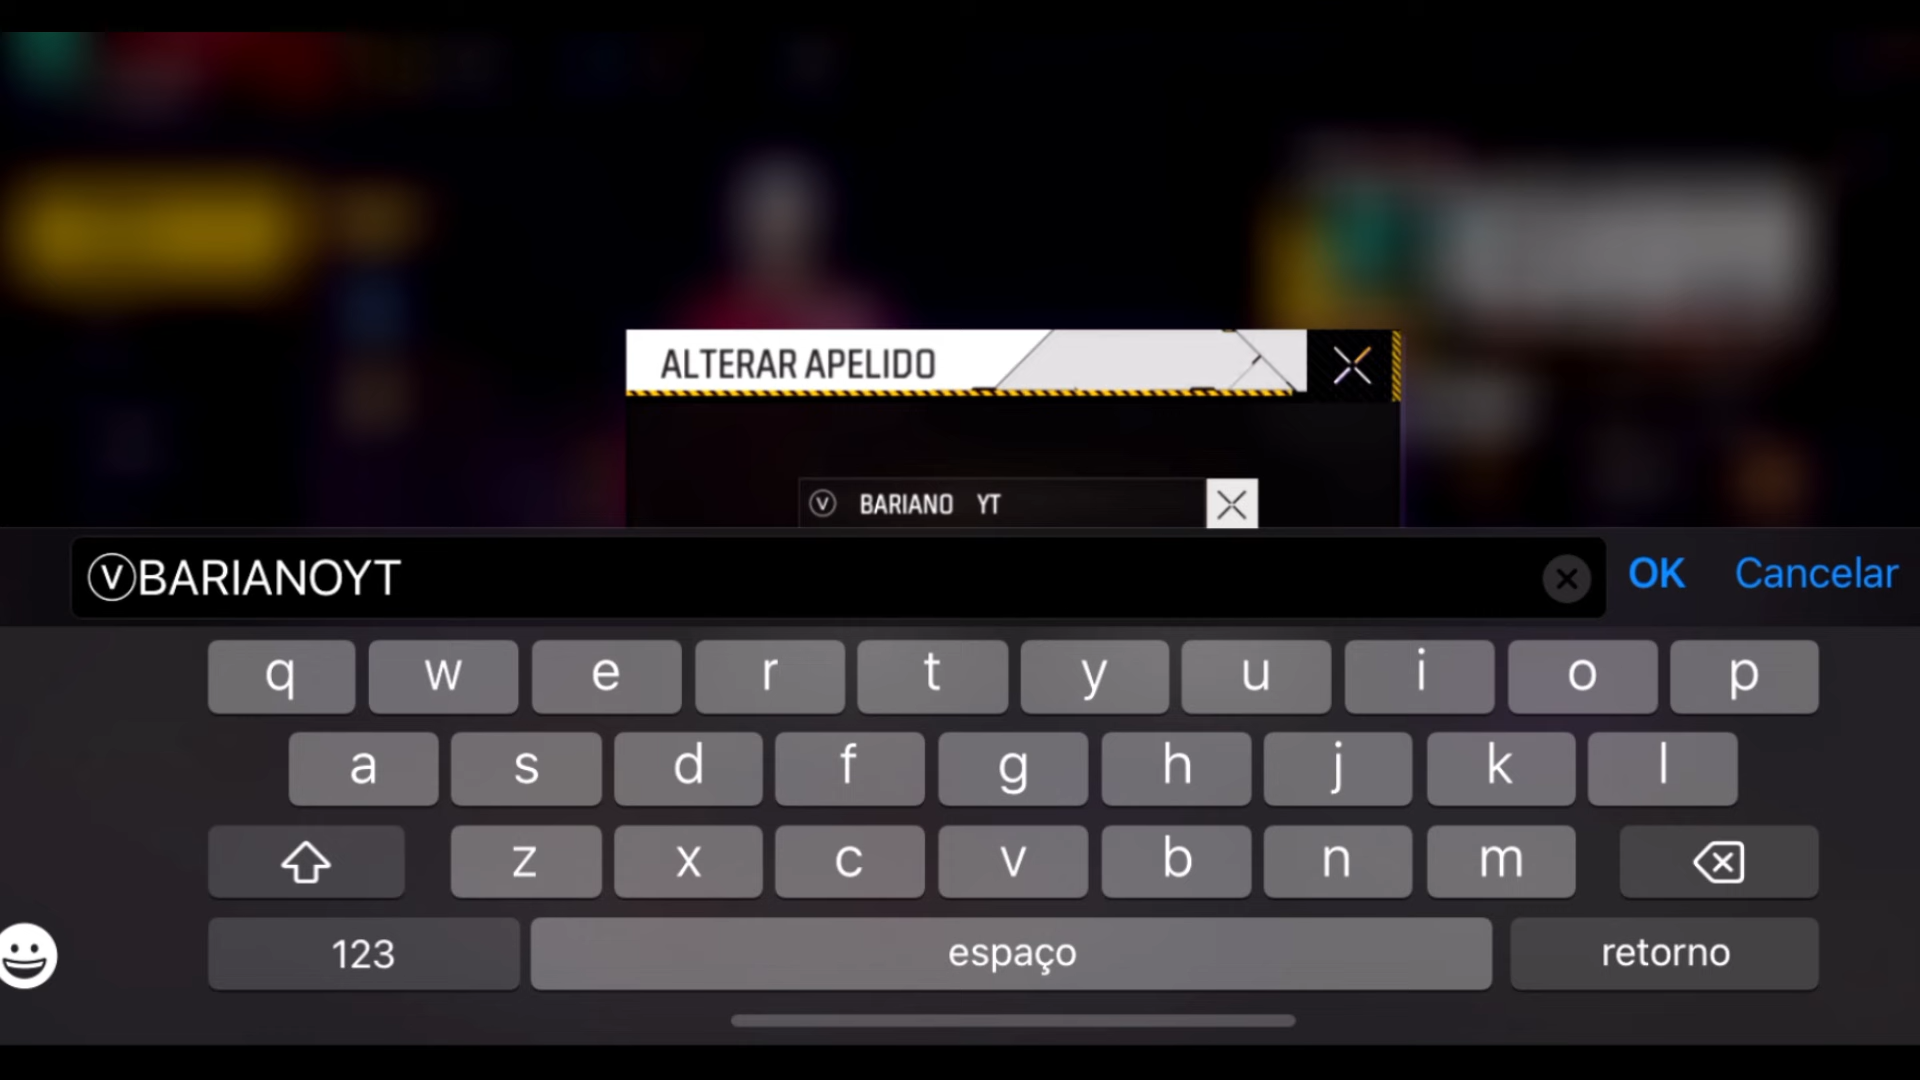 ALTERAR APELIDO
Ⓥ BARIANO YT
ⓋBARIANOYT
OK
Cancelar
q w e r t y u i o p
a s d f g h j k l
z x c v b n m
123
espaço
retorno